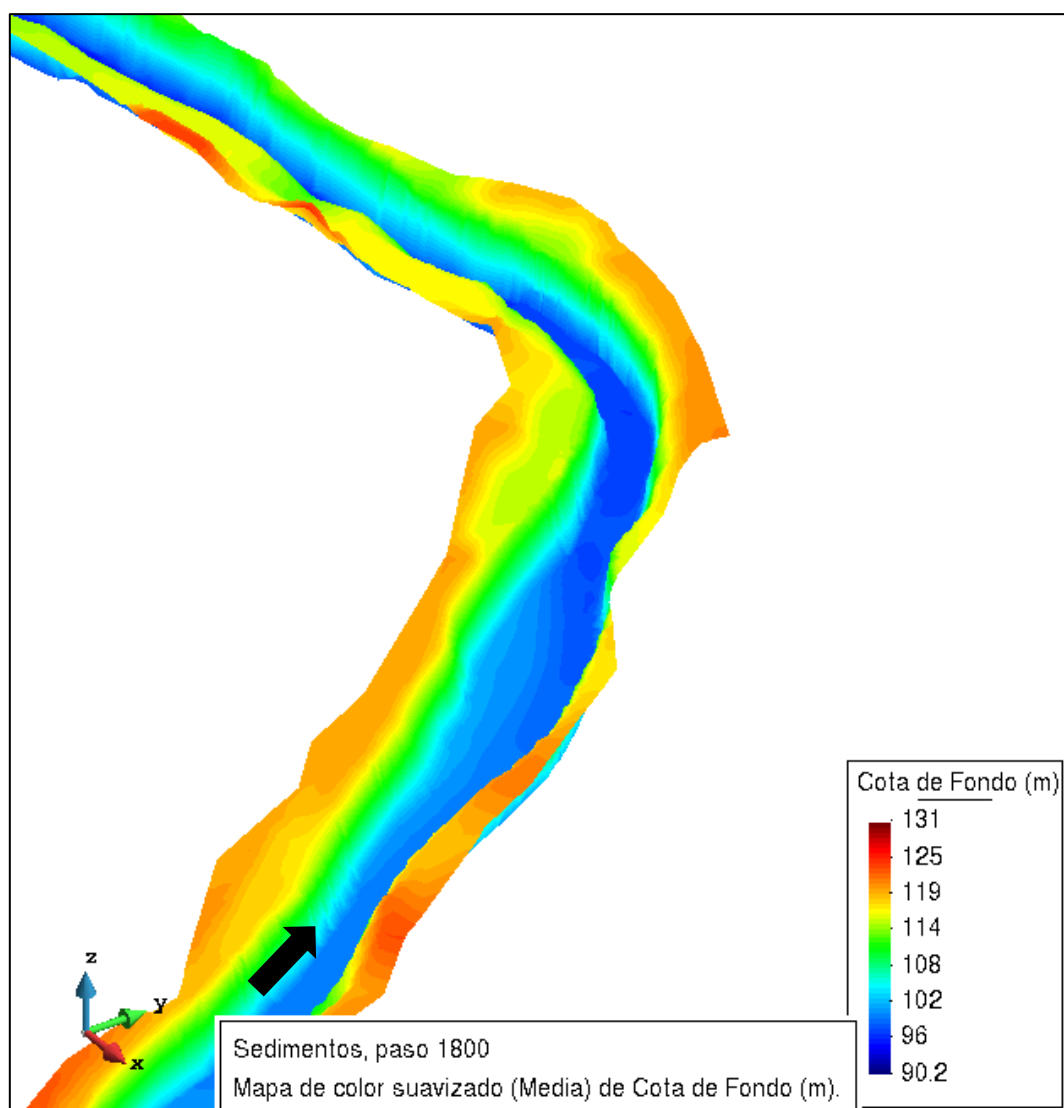 Cota de Fondo (m)
131
125
119
114
108
102
96
90.2
z
y
x
Sedimentos, paso 1800
Mapa de color suavizado (Media) de Cota de Fondo (m).